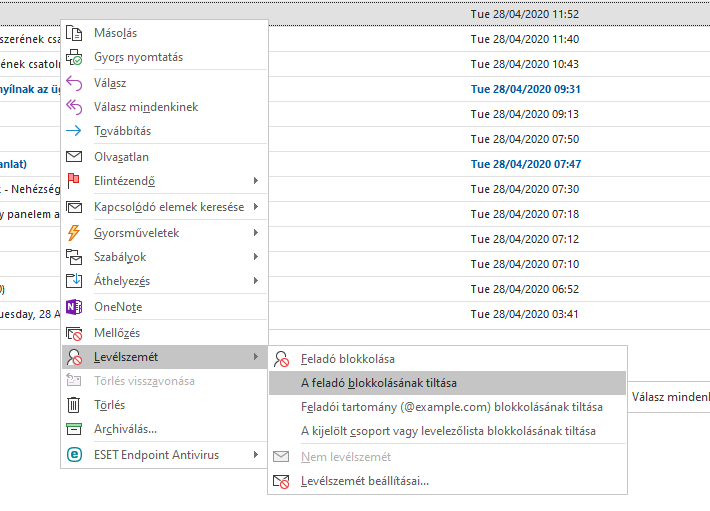 Tue 28/04/2020 11:52
szerének csa
Tue 28/04/2020 11:40
ének csatolr
Tue 28/04/2020 10:43
nyílnak az üg
Tue 28/04/2020 09:31
Tue 28/04/2020 09:13
Tue 28/04/2020 07:50
anlat)
Tue 28/04/2020 07:47
- Nehézség
Tue 28/04/2020 07:30
y panelem a
Tue 28/04/2020 07:18
Tue 28/04/2020 07:12
Tue 28/04/2020 07:10
0)
Tue 28/04/2020 06:52
uesday, 28 A
Tue 28/04/2020 03:41
Másolás
Gyors nyomtatás
Válasz
Válasz mindenkinek
Továbbítás
Olvasatlan
Elintézendő
Kapcsolódó elemek keresése
Gyorsműveletek
Szabályok
Áthelyezés
OneNote
Mellőzés
Levélszemét
Törlés visszavonása
Törlés
Archiválás...
ESET Endpoint Antivirus
Feladó blokkolása
A feladó blokkolásának tiltása
Feladói tartomány (@example.com) blokkolásának tiltása
A kijelölt csoport vagy levelezőlista blokkolásának tiltása
Nem levélszemét
Levélszemét beállításai...
Válasz mindenk